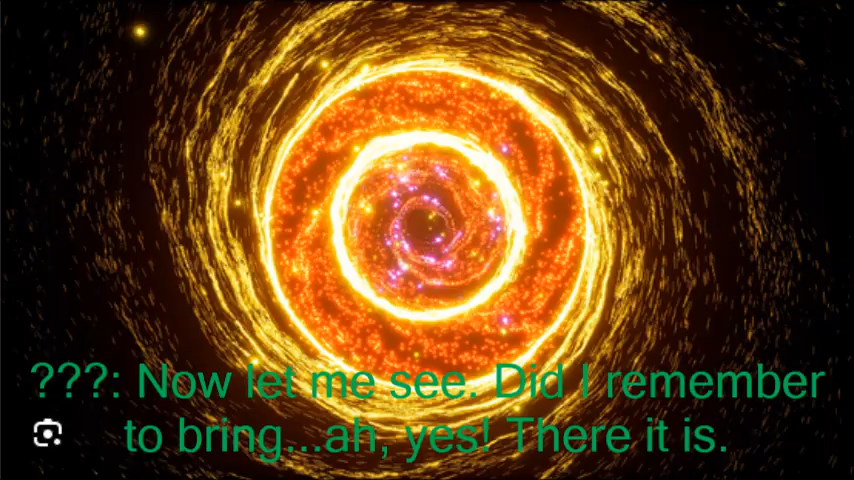 ???: Now let me see. Did I remember
to bring...ah, yes! There it is.